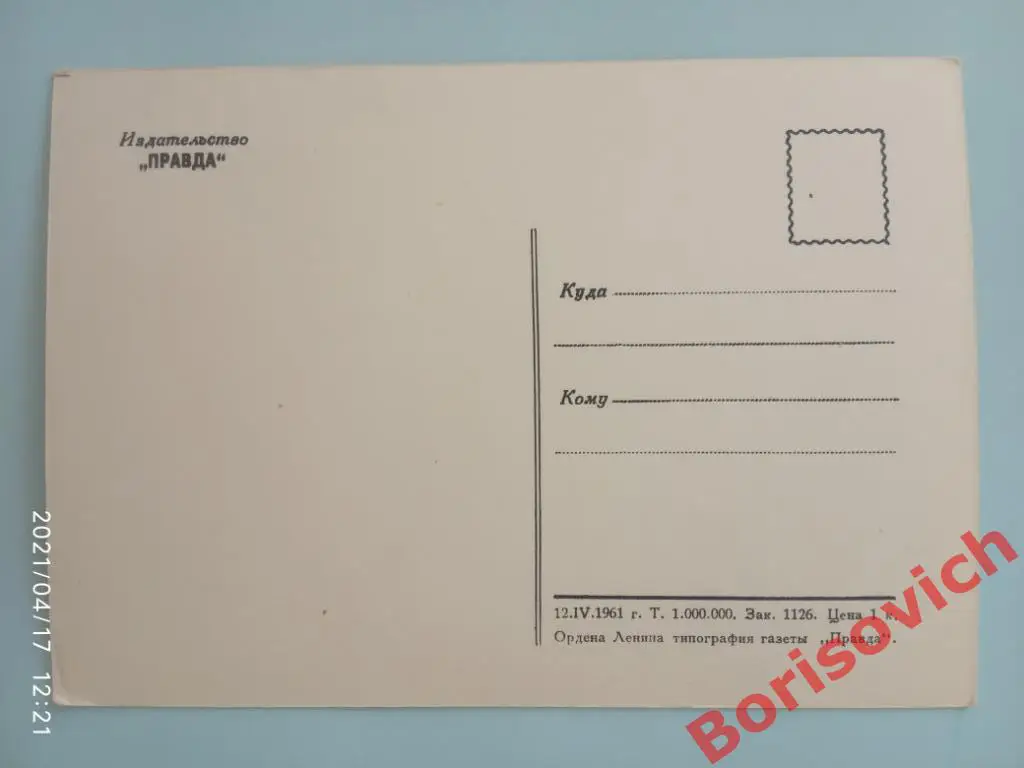 Издательство
„ПРАВДА“
Куда
Кому
12.IV.1961 г. Т. 1.000.000. Зак. 1126. Цена 1 к.
Ордена Ленина типография газеты „Правда“.
2021/04/17 12:21
Borisovich